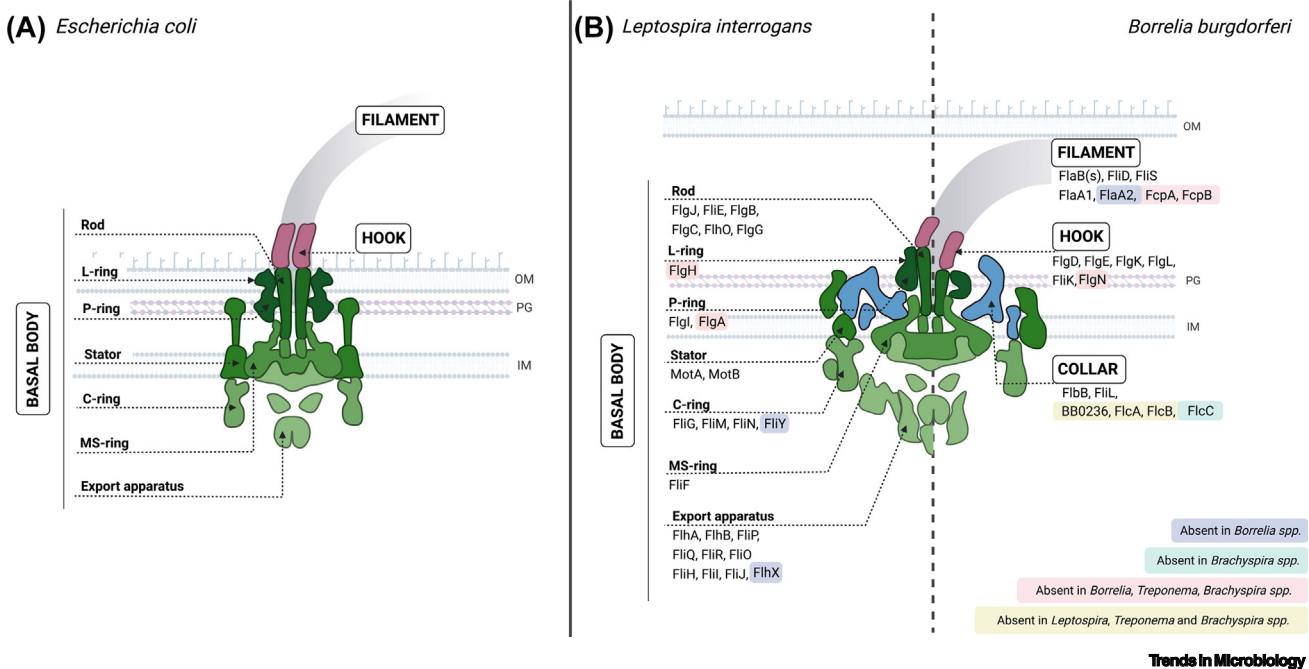 (A) Escherichia coli
FILAMENT
Rod
HOOK
L-ring
OM
P-ring
PG
Stator
IM
C-ring
MS-ring
Export apparatus
BASAL BODY
(B) Leptospira interrogans
Borrelia burgdorferi
OM
FILAMENT
FlaB(s), FliD, FliS
FlaA1, FlaA2, FcpA, FcpB
Rod
FlgJ, FliE, FlgB,
FlgC, FlhO, FlgG
HOOK
FlgD, FlgE, FlgK, FlgL,
FliK, FlgN
L-ring
FlgH
PG
P-ring
FlgI, FlgA
IM
Stator
MotA, MotB
COLLAR
FlbB, FliL,
BB0236, FlcA, FlcB, FlcC
C-ring
FliG, FliM, FliN, FliY
BASAL BODY
MS-ring
FliF
Export apparatus
FlhA, FlhB, FliP,
FliQ, FliR, FliO
FliH, FliI, FliJ, FlhX
Absent in Borrelia spp.
Absent in Brachyspira spp.
Absent in Borrelia, Treponema, Brachyspira spp.
Absent in Leptospira, Treponema and Brachyspira spp.
Trends in Microbiology